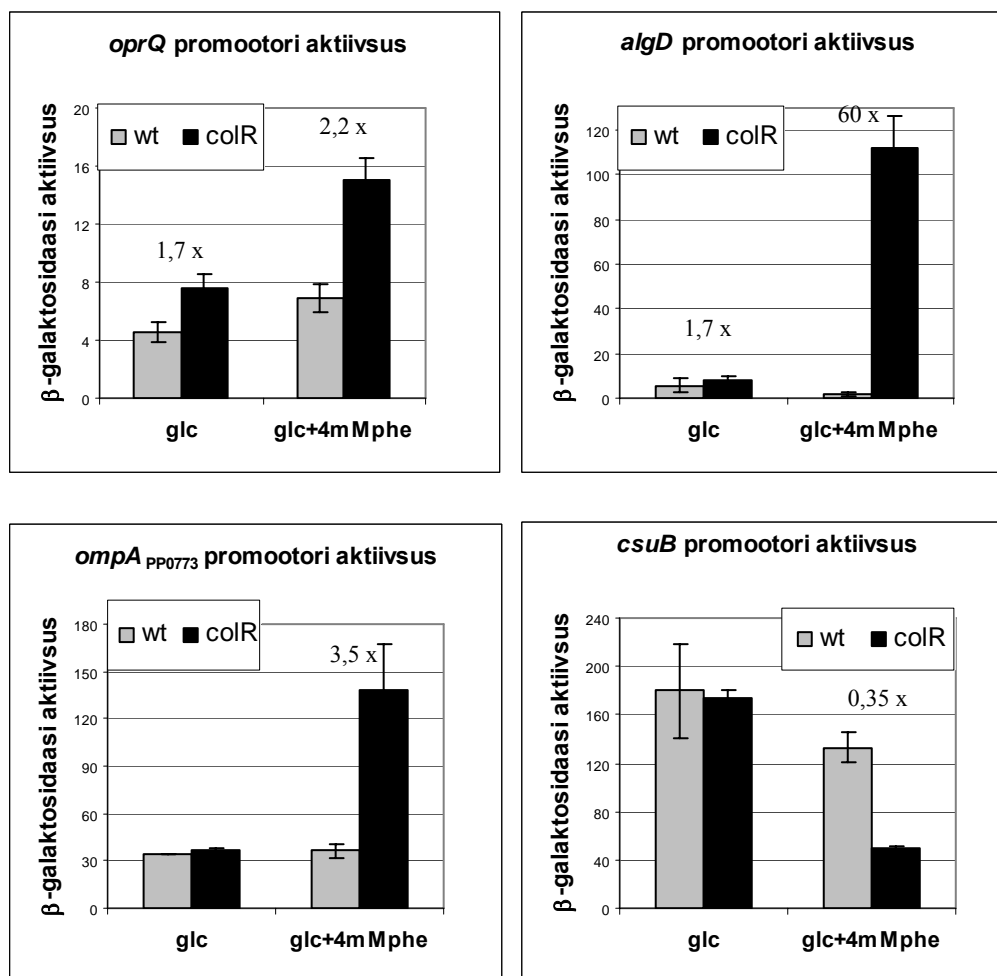 oprQ promootori aktiivsus
β-galaktosidaasi aktiivsus
20
16
12
8
4
0
wt colR
1,7 x
2,2 x
glc glc+4mMphe
algD promootori aktiivsus
β-galaktosidaasi aktiivsus
120
100
80
60
40
20
0
wt colR
1,7 x
60 x
glc glc+4mMphe
ompA PP0773 promootori aktiivsus
β-galaktosidaasi aktiivsus
180
150
120
90
60
30
0
wt colR
3,5 x
glc glc+4mMphe
csuB promootori aktiivsus
β-galaktosidaasi aktiivsus
240
200
160
120
80
40
0
wt colR
0,35 x
glc glc+4mMphe